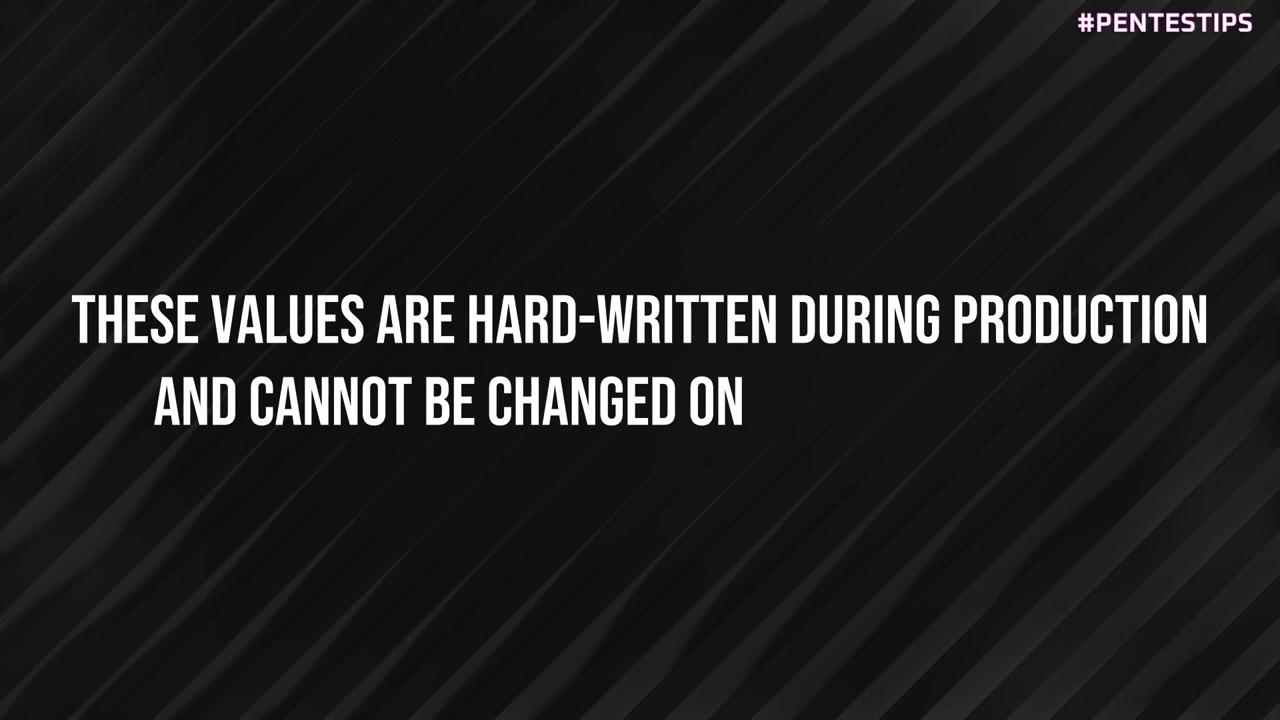 #PENTESTIPS
THESE VALUES ARE HARD-WRITTEN DURING PRODUCTION
AND CANNOT BE CHANGED ON